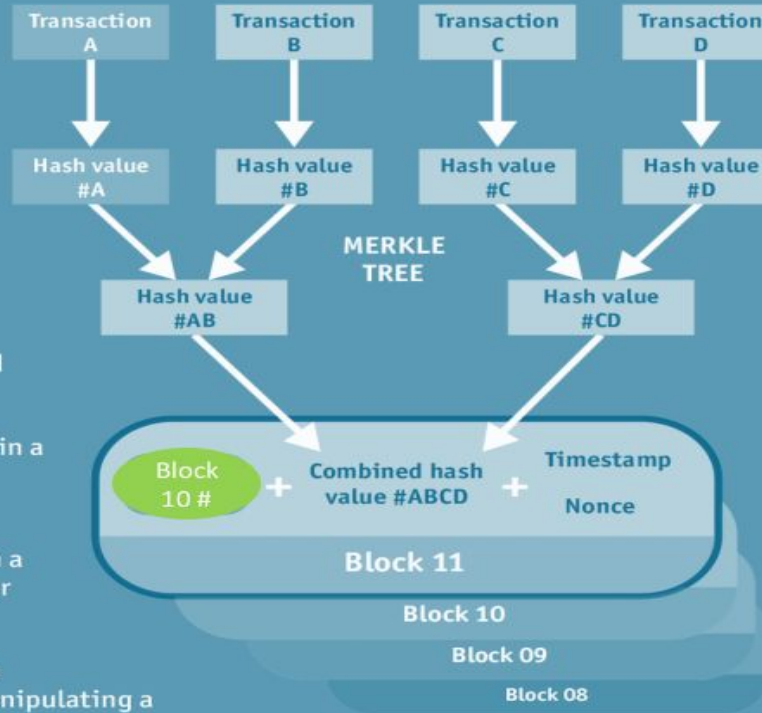 Transaction
A
Transaction
B
Transaction
C
Transaction
D
Hash value
#A
Hash value
#B
Hash value
#C
Hash value
#D
MERKLE
TREE
Hash value
#AB
Hash value
#CD
in a
Block
10 #
+
Combined hash
value #ABCD
+
Timestamp
Nonce
a
Block 11
Block 10
Block 09
Block 08
a